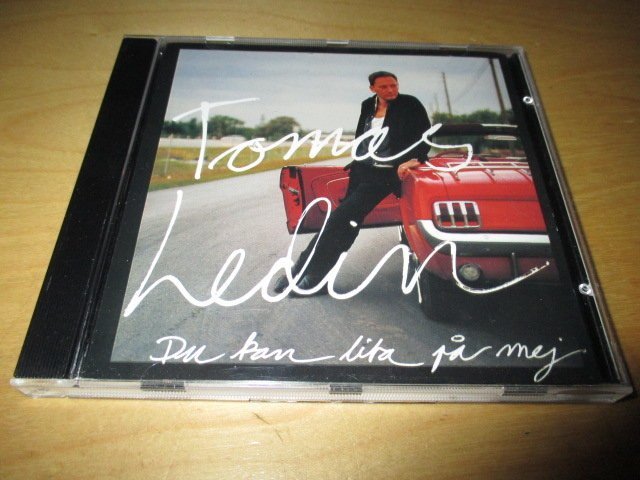 Tomas
Ledin
Du kan lita på mej